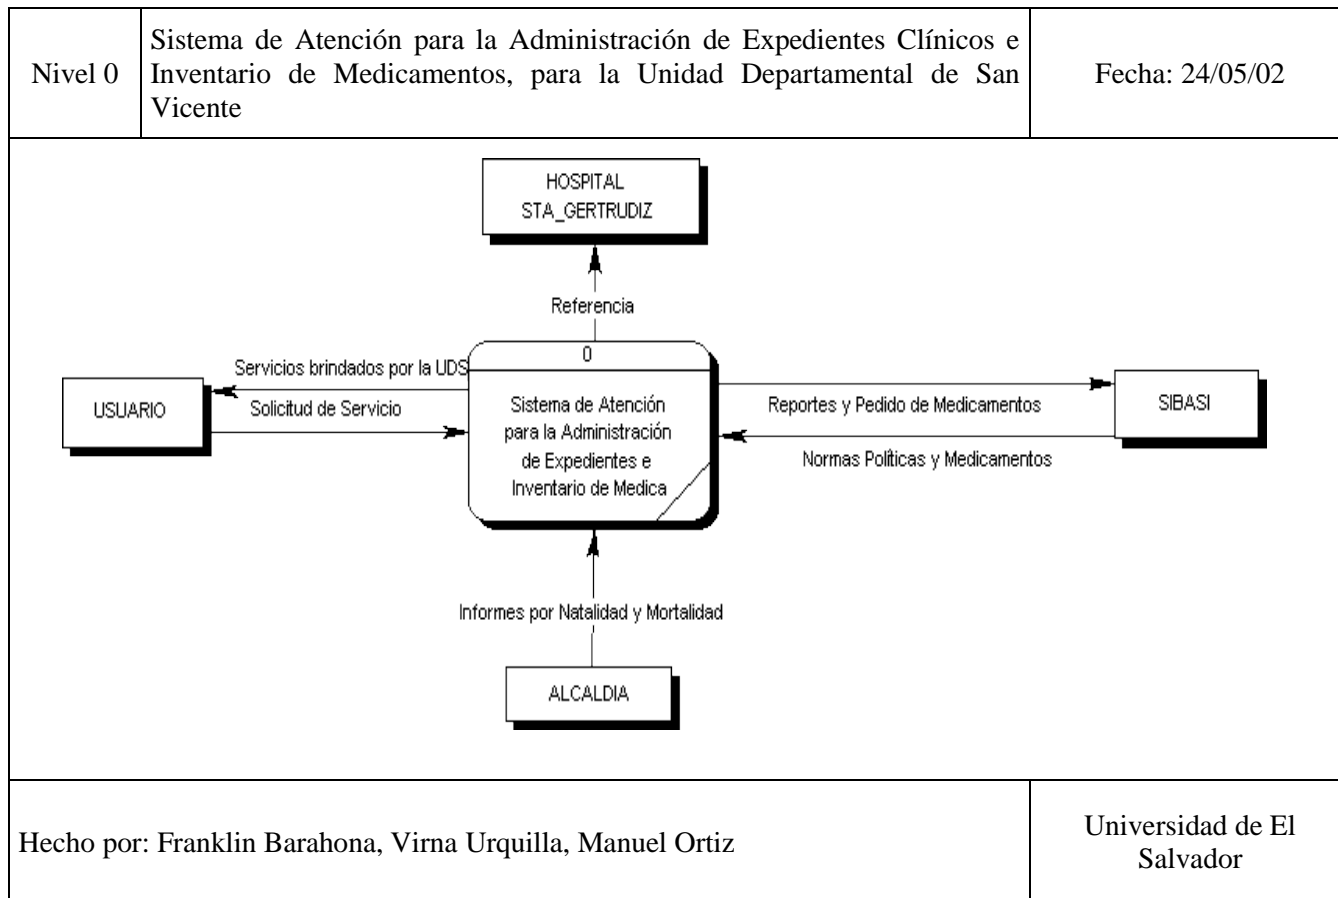 Nivel 0
Sistema de Atención para la Administración de Expedientes Clínicos e
Inventario de Medicamentos, para la Unidad Departamental de San
Vicente
Fecha: 24/05/02
HOSPITAL
STA_GERTRUDIZ
Referencia
0
Servicios brindados por la UDS
USUARIO
Solicitud de Servicio
Sistema de Atención
para la Administración
de Expedientes e
Inventario de Medica
Reportes y Pedido de Medicamentos
SIBASI
Normas Políticas y Medicamentos
Informes por Natalidad y Mortalidad
ALCALDIA
Hecho por: Franklin Barahona, Virna Urquilla, Manuel Ortiz
Universidad de El
Salvador